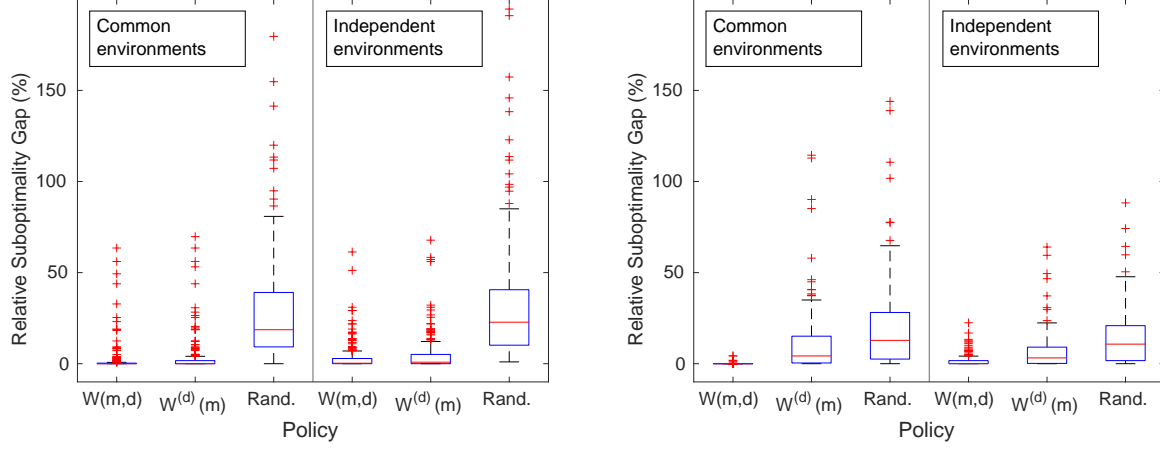 Common
environments
Independent
environments
Relative Suboptimality Gap (%)
150
100
50
0
W(m,d)
W(d) (m)
Rand.
W(m,d)
W(d) (m)
Rand.
Policy
Common
environments
Independent
environments
Relative Suboptimality Gap (%)
150
100
50
0
W(m,d)
W(d) (m)
Rand.
W(m,d)
W(d) (m)
Rand.
Policy